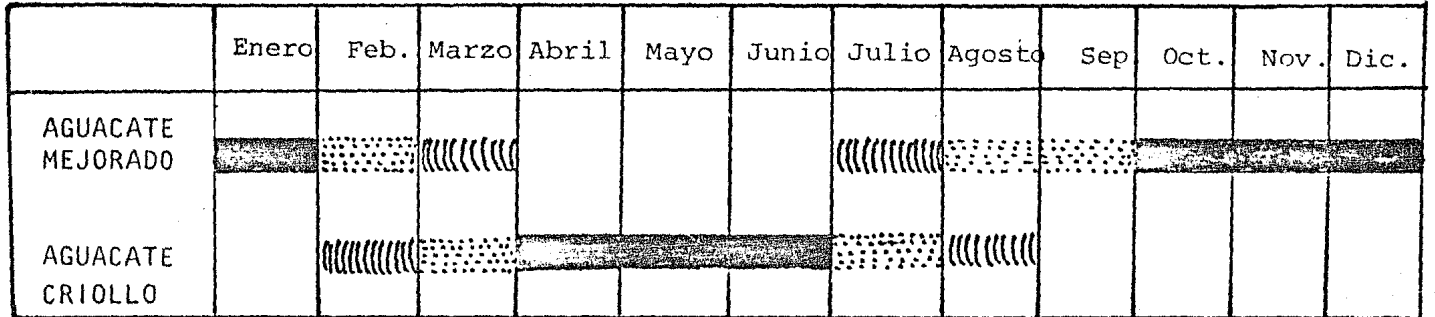 Enero Feb. Marzo Abril Mayo Junio Julio Agosto Sep Oct. Nov. Dic.
AGUACATE
MEJORADO
AGUACATE
CRIOLLO